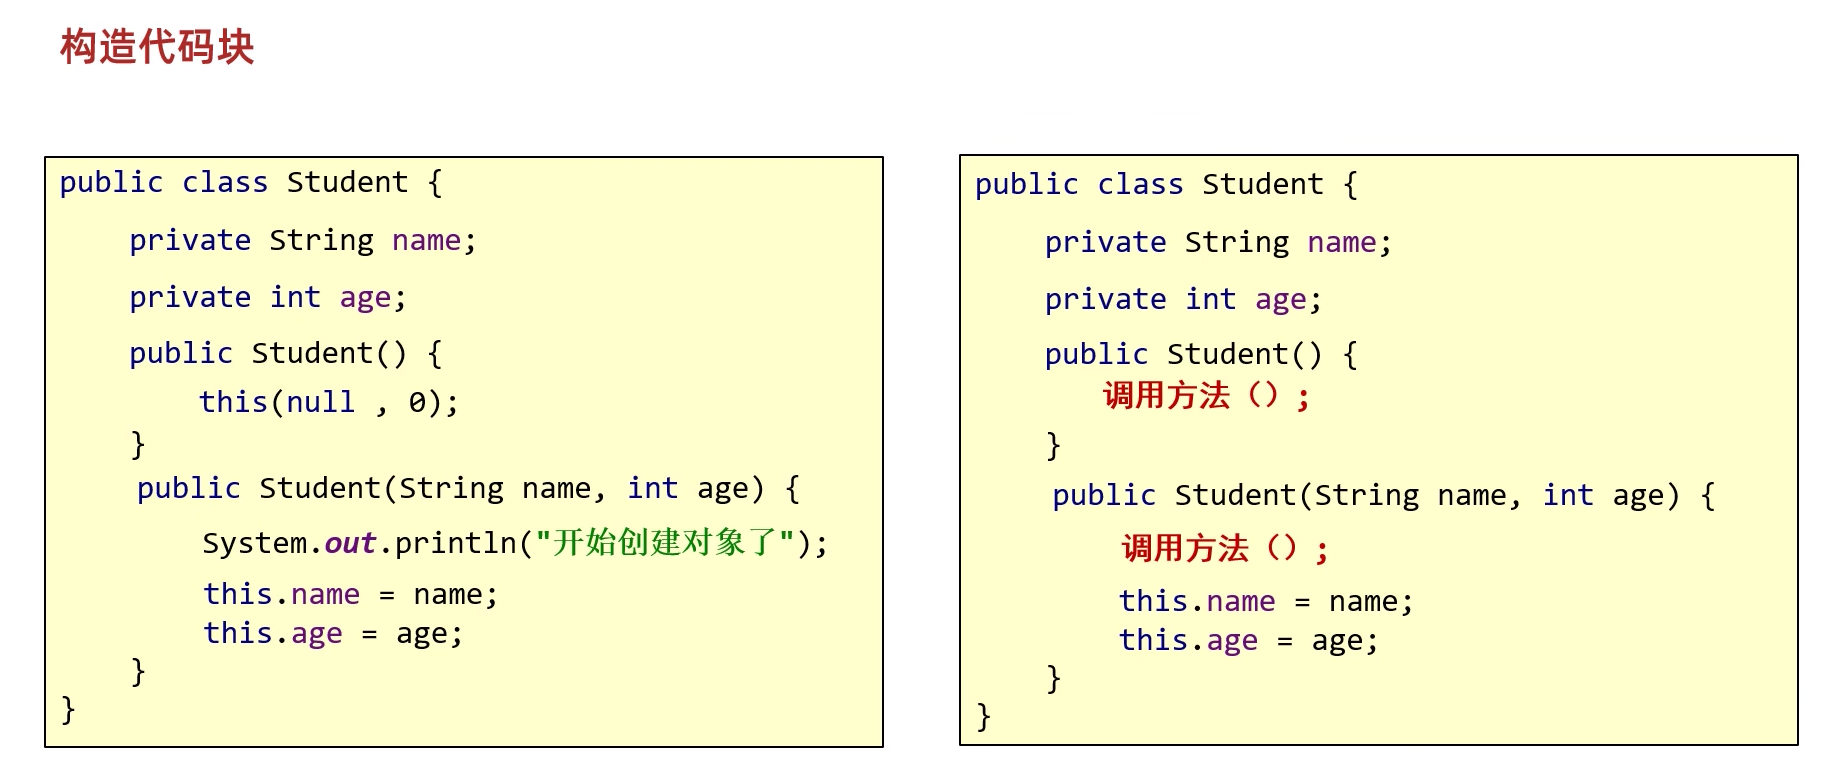 构造代码块
public class Student {
private String name;
private int age;
public Student() {
this(null , 0);
}
public Student(String name, int age) {
System.out.println("开始创建对象了");
this.name = name;
this.age = age;
}
}
public class Student {
private String name;
private int age;
public Student() {
调用方法（）;
}
public Student(String name, int age) {
调用方法（）;
this.name = name;
this.age = age;
}
}